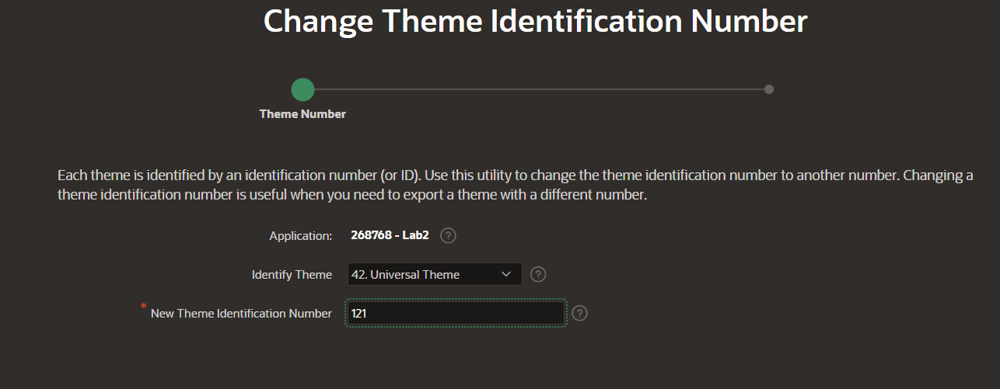 Change Theme Identification Number
Theme Number
Each theme is identified by an identification number (or ID). Use this utility to change the theme identification number to another number. Changing a
theme identification number is useful when you need to export a theme with a different number.
Application: 268768 - Lab2 ?
Identify Theme 42. Universal Theme ?
* New Theme Identification Number 121 ?